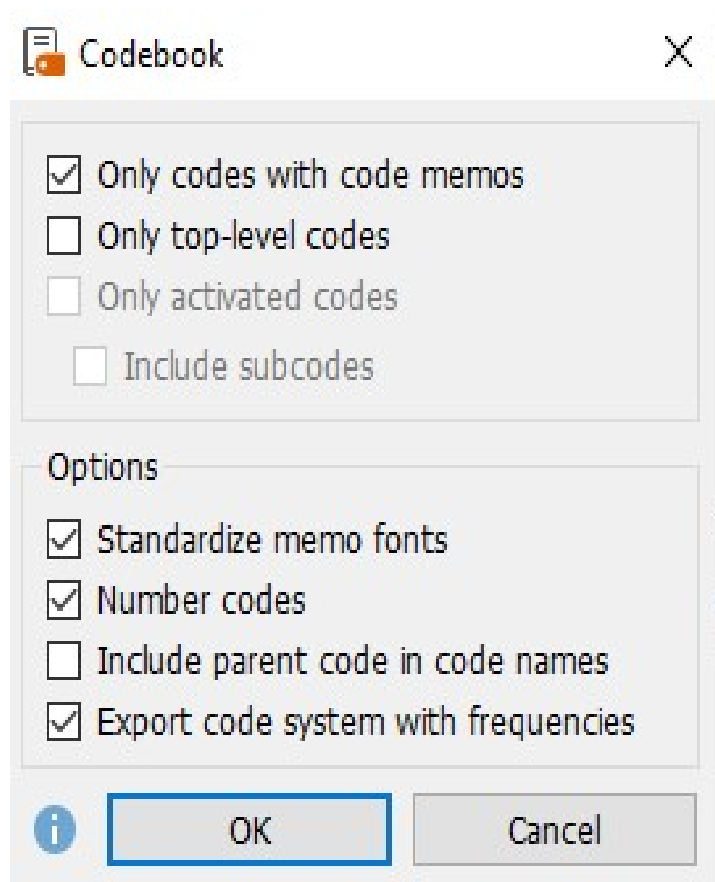 Codebook
Only codes with code memos
Only top-level codes
Only activated codes
Include subcodes
Options
Standardize memo fonts
Number codes
Include parent code in code names
Export code system with frequencies
OK
Cancel